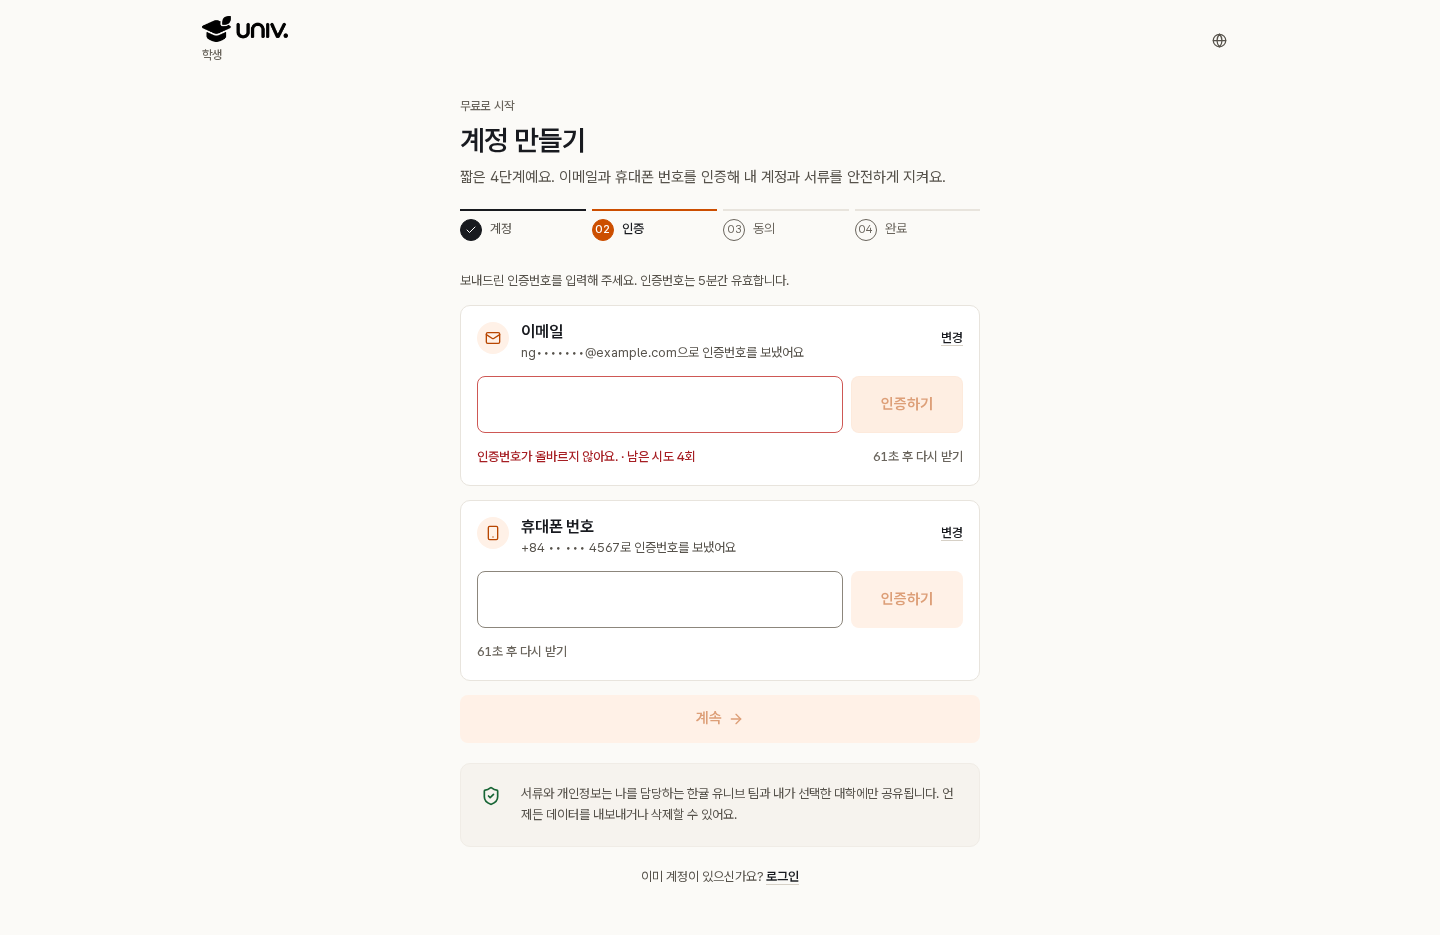 univ.
학생
무료로 시작
계정 만들기
짧은 4단계예요. 이메일과 휴대폰 번호를 인증해 내 계정과 서류를 안전하게 지켜요.
계정
02 인증
03 동의
04 완료
보내드린 인증번호를 입력해 주세요. 인증번호는 5분간 유효합니다.
이메일
변경
ng•••••••@example.com으로 인증번호를 보냈어요
인증하기
인증번호가 올바르지 않아요. · 남은 시도 4회
61초 후 다시 받기
휴대폰 번호
변경
+84 •• ••• 4567로 인증번호를 보냈어요
인증하기
61초 후 다시 받기
계속 →
서류와 개인정보는 나를 담당하는 한귤 유니브 팀과 내가 선택한 대학에만 공유됩니다. 언
제든 데이터를 내보내거나 삭제할 수 있어요.
이미 계정이 있으신가요? 로그인